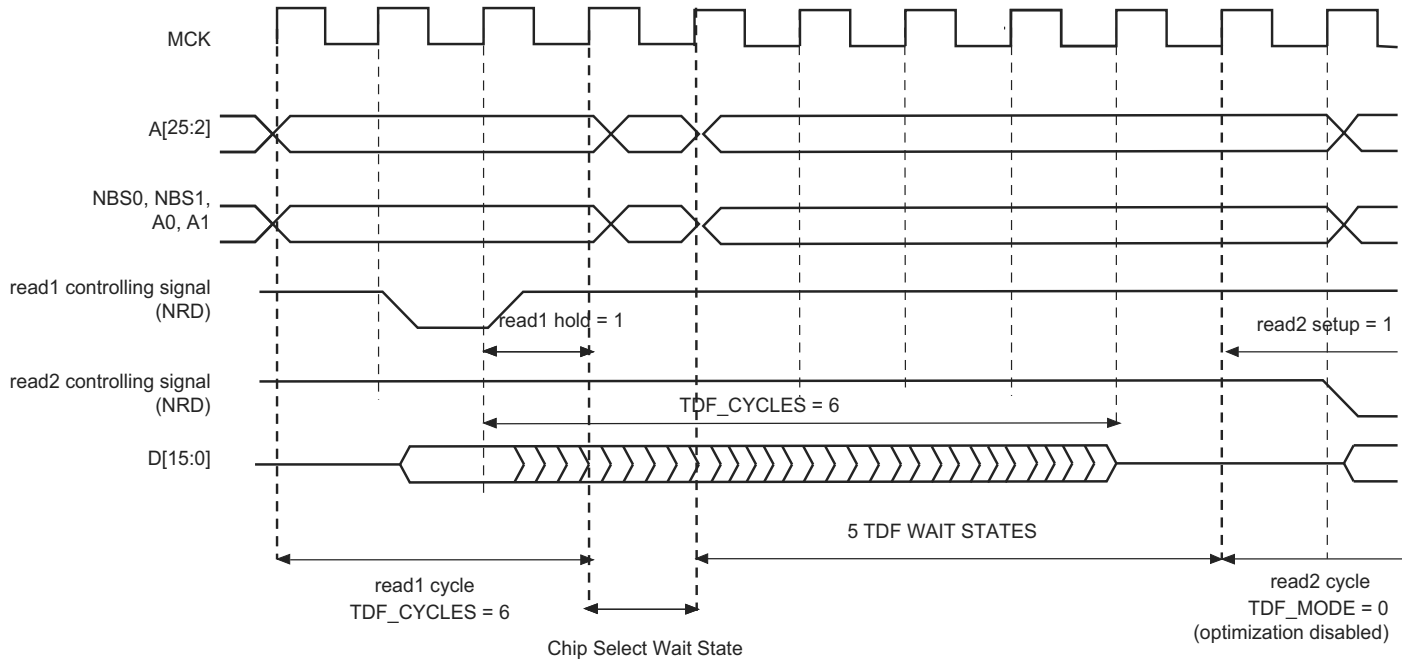 MCK
A[25:2]
NBS0, NBS1,
A0, A1
read1 controlling signal
(NRD)
read1 hold = 1
read2 setup = 1
read2 controlling signal
(NRD)
TDF_CYCLES = 6
D[15:0]
5 TDF WAIT STATES
read1 cycle
TDF_CYCLES = 6
read2 cycle
TDF_MODE = 0
(optimization disabled)
Chip Select Wait State